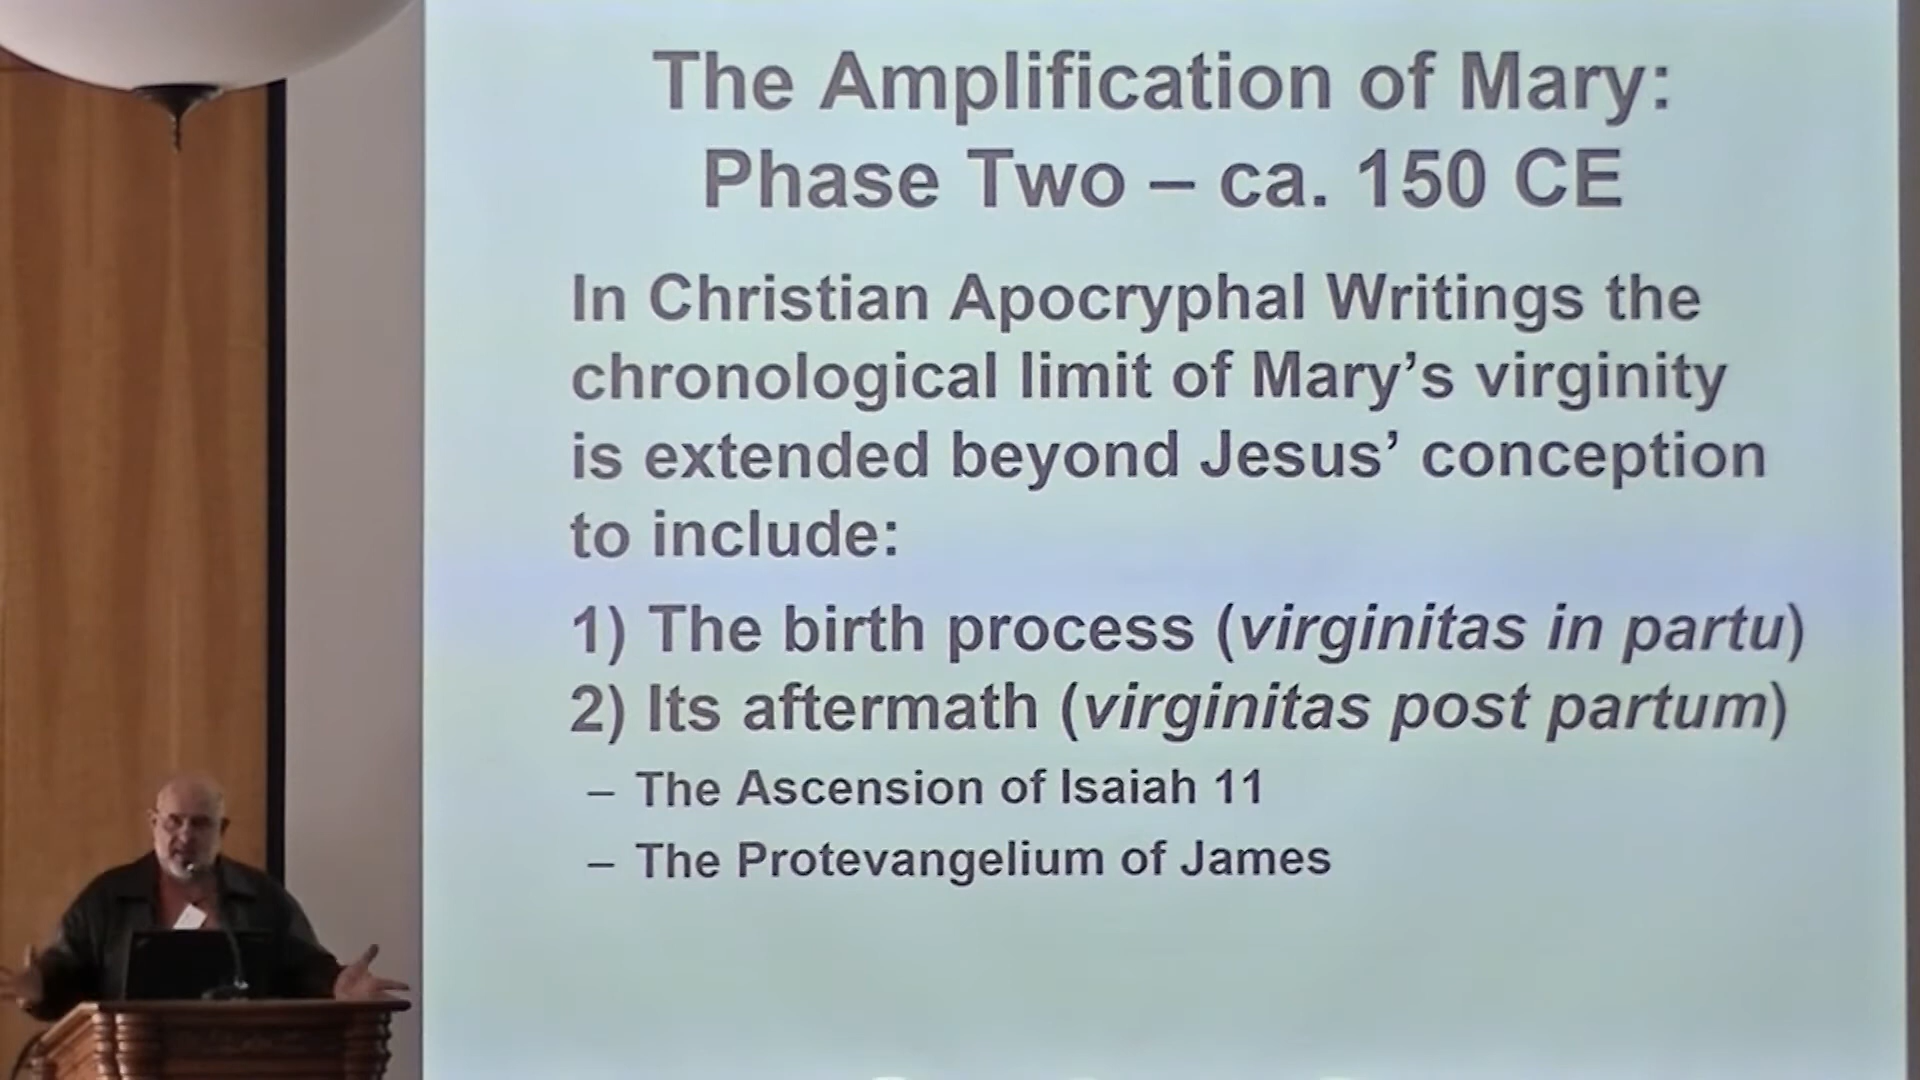 The Amplification of Mary:
Phase Two – ca. 150 CE
In Christian Apocryphal Writings the
chronological limit of Mary’s virginity
is extended beyond Jesus’ conception
to include:
1) The birth process (virginitas in partu)
2) Its aftermath (virginitas post partum)
– The Ascension of Isaiah 11
– The Protevangelium of James